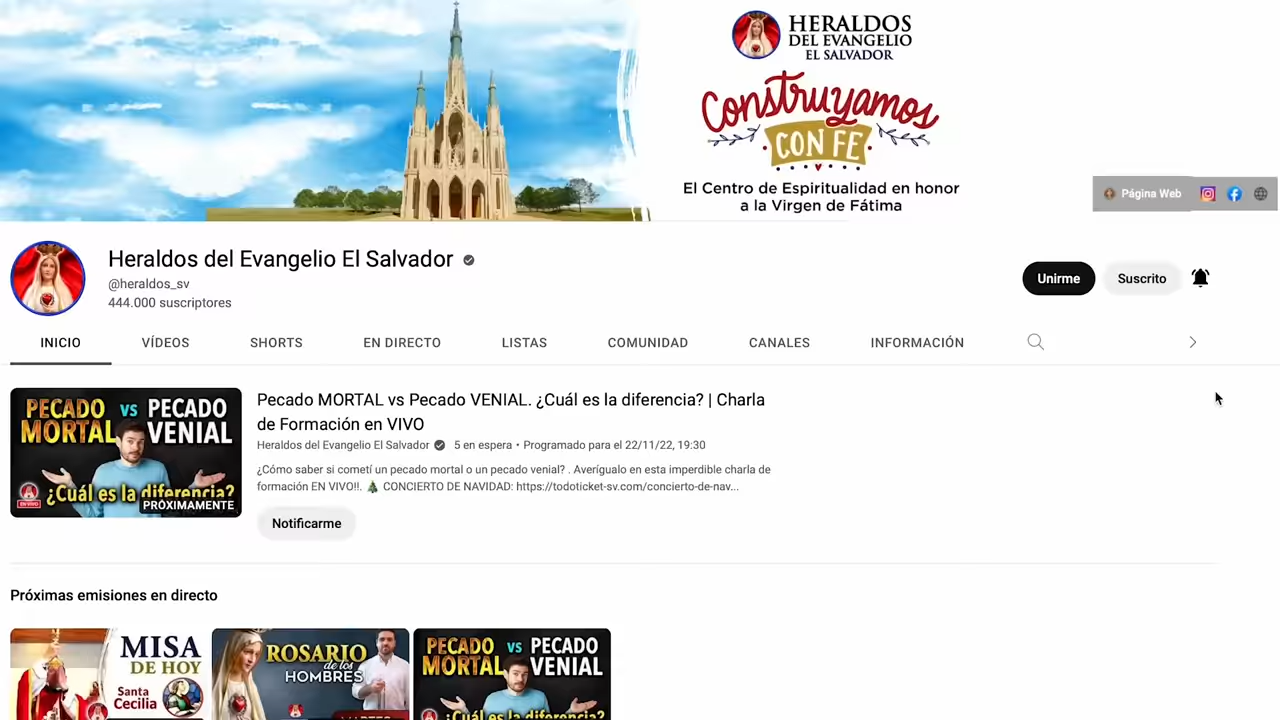 HERALDOS
DEL EVANGELIO
EL SALVADOR
Construyamos
CON FE
El Centro de Espiritualidad en honor
a la Virgen de Fátima
Página Web
Heraldos del Evangelio El Salvador
@heraldos_sv
444.000 suscriptores
Unirme
Suscrito
INICIO
VÍDEOS
SHORTS
EN DIRECTO
LISTAS
COMUNIDAD
CANALES
INFORMACIÓN
PECADO VS PECADO
MORTAL VENIAL
¿Cuál es la diferencia?
EN VIVO
PRÓXIMAMENTE
Pecado MORTAL vs Pecado VENIAL. ¿Cuál es la diferencia? | Charla
de Formación en VIVO
Heraldos del Evangelio El Salvador 5 en espera • Programado para el 22/11/22, 19:30
¿Cómo saber si cometí un pecado mortal o un pecado venial? . Averígualo en esta imperdible charla de
formación EN VIVO!!. 🎄 CONCIERTO DE NAVIDAD: https://todoticket-sv.com/concierto-de-nav...
Notificarme
Próximas emisiones en directo
MISA
DE HOY
Santa
Cecilia
ROSARIO
de los
HOMBRES
MARTES
PECADO VS PECADO
MORTAL VENIAL
¿Cuál es la diferencia?